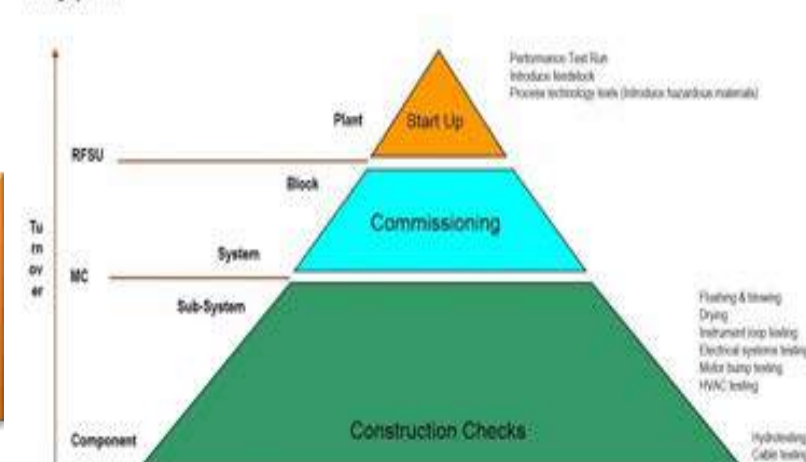 Performance Test Run
Introduce feedstock
Process technology tests (Introduce hazardous materials)
Plant
Start Up
RFSU
Block
Commissioning
Tu
rn
ov
er
System
MC
Sub-System
Flushing & blowing
Drying
Instrument loop testing
Electrical systems testing
Motor bump testing
HVAC testing
Construction Checks
Component
Hydrotesting
Cable testing